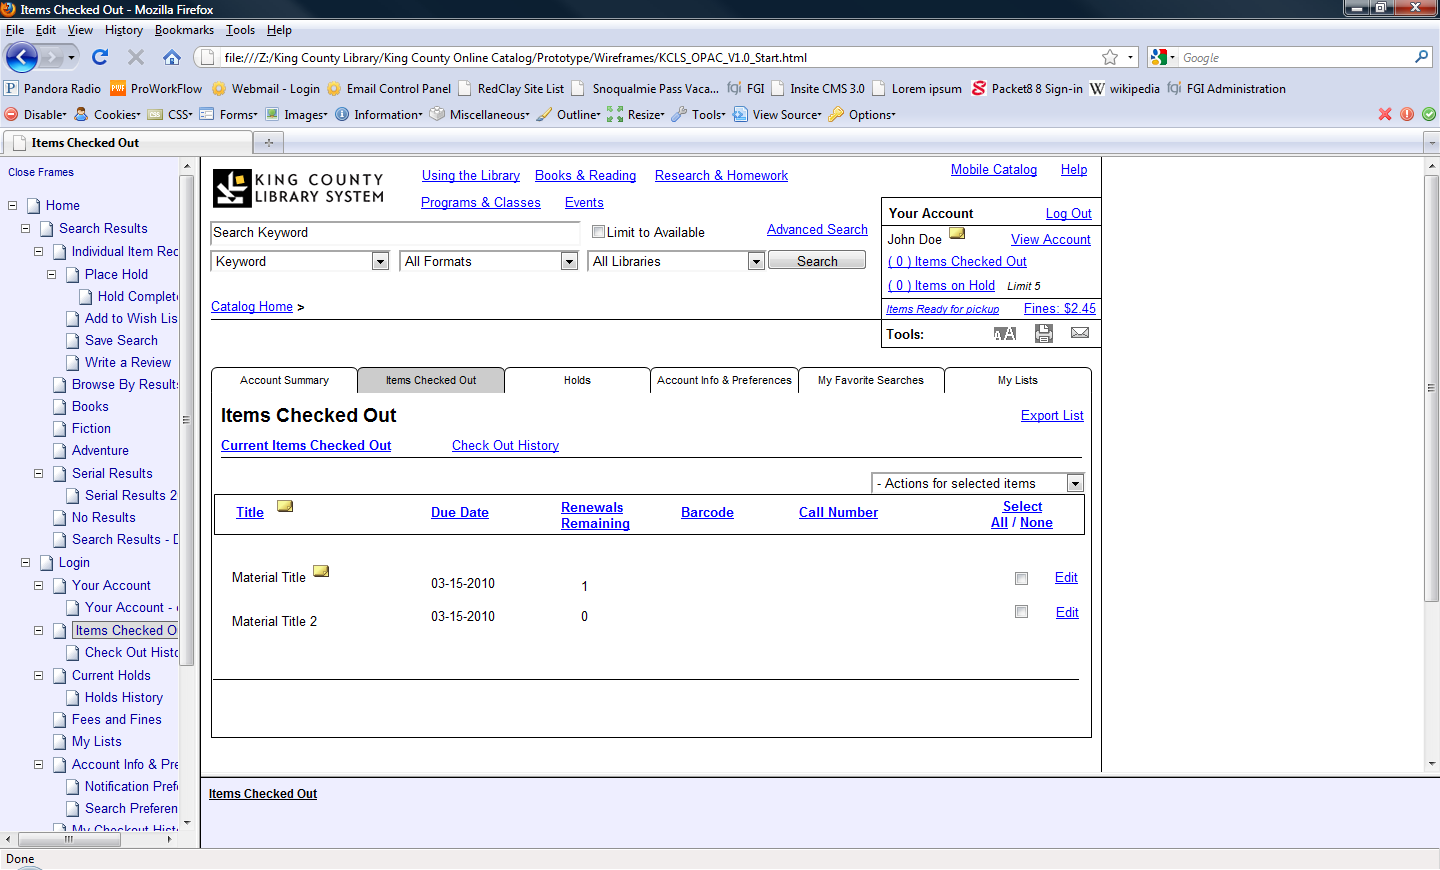 Items Checked Out - Mozilla Firefox
File Edit View History Bookmarks Tools Help
file:///Z:/King County Library/King County Online Catalog/Prototype/Wireframes/KCLS_OPAC_V1.0_Start.html
Google
Pandora Radio ProWorkFlow Webmail - Login Email Control Panel RedClay Site List Snoqualmie Pass Vaca... FGI Insite CMS 3.0 Lorem ipsum Packet8 8 Sign-in wikipedia FGI Administration
Disable Cookies CSS Forms Images Information Miscellaneous Outline Resize Tools View Source Options
Items Checked Out
Close Frames
Home
Search Results
Individual Item Rec
Place Hold
Hold Complete
Add to Wish Lis
Save Search
Write a Review
Browse By Results
Books
Fiction
Adventure
Serial Results
Serial Results 2
No Results
Search Results - D
Login
Your Account
Your Account -
Items Checked O
Check Out Histo
Current Holds
Holds History
Fees and Fines
My Lists
Account Info & Pre
Notification Pref
Search Preferen
My Checkout Hist
KING COUNTY
LIBRARY SYSTEM
Using the Library Books & Reading Research & Homework
Programs & Classes Events
Mobile Catalog Help
Search Keyword
Limit to Available
Advanced Search
Keyword All Formats All Libraries Search
Your Account Log Out
John Doe View Account
( 0 ) Items Checked Out
( 0 ) Items on Hold Limit 5
Items Ready for pickup Fines: $2.45
Tools: AA
Catalog Home >
Account Summary Items Checked Out Holds Account Info & Preferences My Favorite Searches My Lists
Items Checked Out Export List
Current Items Checked Out Check Out History
- Actions for selected items
Title Due Date Renewals Remaining Barcode Call Number Select All / None
Material Title 03-15-2010 1 Edit
Material Title 2 03-15-2010 0 Edit
Items Checked Out
Done